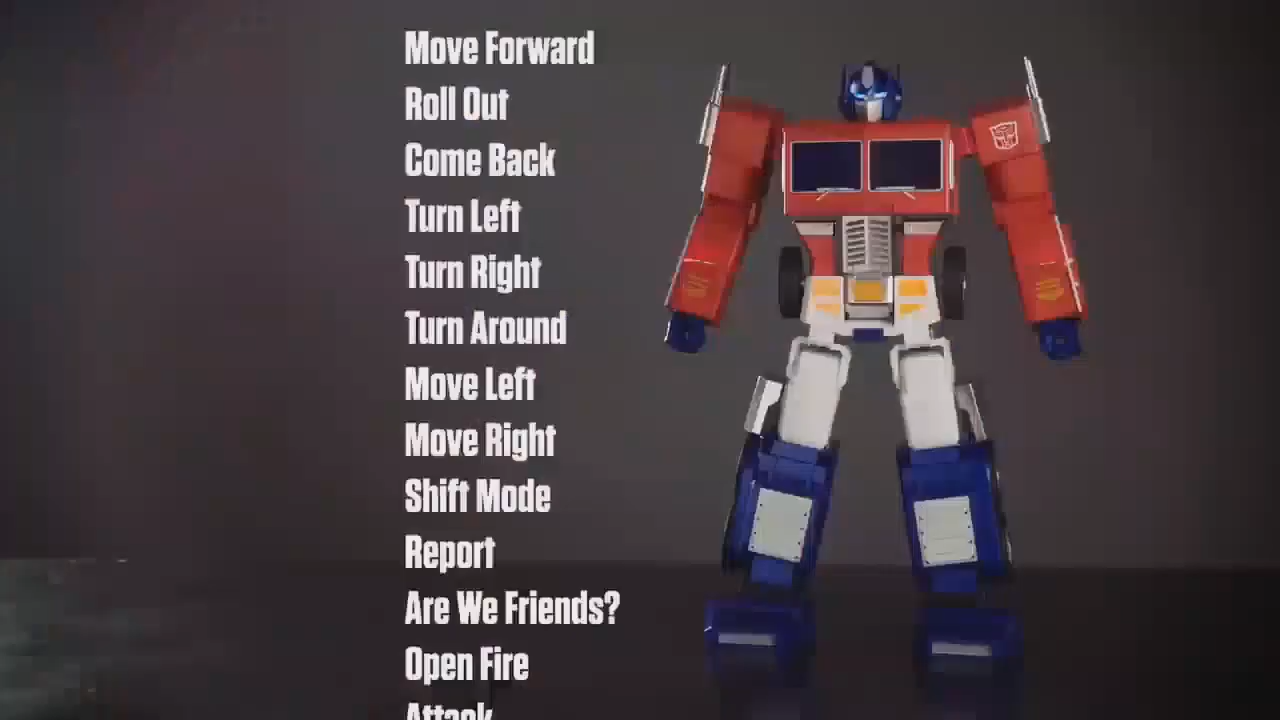 Move Forward
Roll Out
Come Back
Turn Left
Turn Right
Turn Around
Move Left
Move Right
Shift Mode
Report
Are We Friends?
Open Fire
Attack